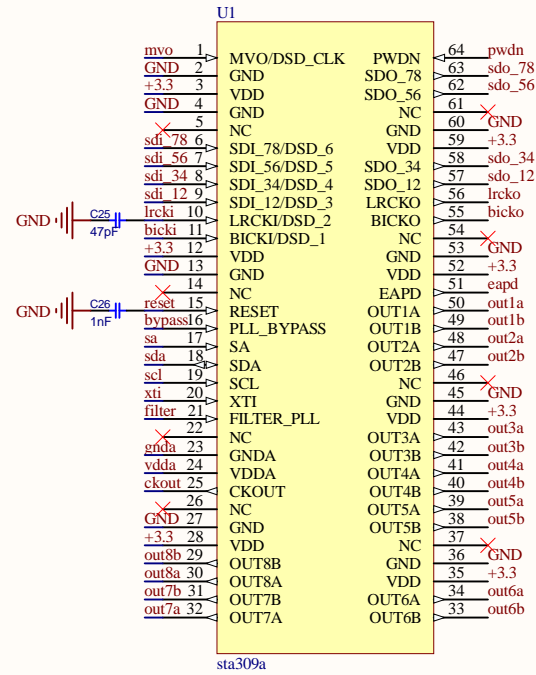 U1
mvo 1 MVO/DSD_CLK PWDN 64 pwdn
GND 2 GND SDO_78 63 sdo_78
+3.3 3 VDD SDO_56 62 sdo_56
GND 4 GND NC 61
5 NC GND 60 GND
sdi_78 6 SDI_78/DSD_6 VDD 59 +3.3
sdi_56 7 SDI_56/DSD_5 SDO_34 58 sdo_34
sdi_34 8 SDI_34/DSD_4 SDO_12 57 sdo_12
sdi_12 9 SDI_12/DSD_3 LRCKO 56 lrcko
GND C25 47pF lrcki 10 LRCKI/DSD_2 BICKO 55 bicko
bicki 11 BICKI/DSD_1 NC 54
+3.3 12 VDD GND 53 GND
GND 13 GND VDD 52 +3.3
14 NC EAPD 51 eapd
GND C26 1nF reset 15 RESET OUT1A 50 out1a
bypass 16 PLL_BYPASS OUT1B 49 out1b
sa 17 SA OUT2A 48 out2a
sda 18 SDA OUT2B 47 out2b
scl 19 SCL NC 46
xti 20 XTI GND 45 GND
filter 21 FILTER_PLL VDD 44 +3.3
22 NC OUT3A 43 out3a
gnda 23 GNDA OUT3B 42 out3b
vdda 24 VDDA OUT4A 41 out4a
ckout 25 CKOUT OUT4B 40 out4b
26 NC OUT5A 39 out5a
GND 27 GND OUT5B 38 out5b
+3.3 28 VDD NC 37
out8b 29 OUT8B GND 36 GND
out8a 30 OUT8A VDD 35 +3.3
out7b 31 OUT7B OUT6A 34 out6a
out7a 32 OUT7A OUT6B 33 out6b
sta309a